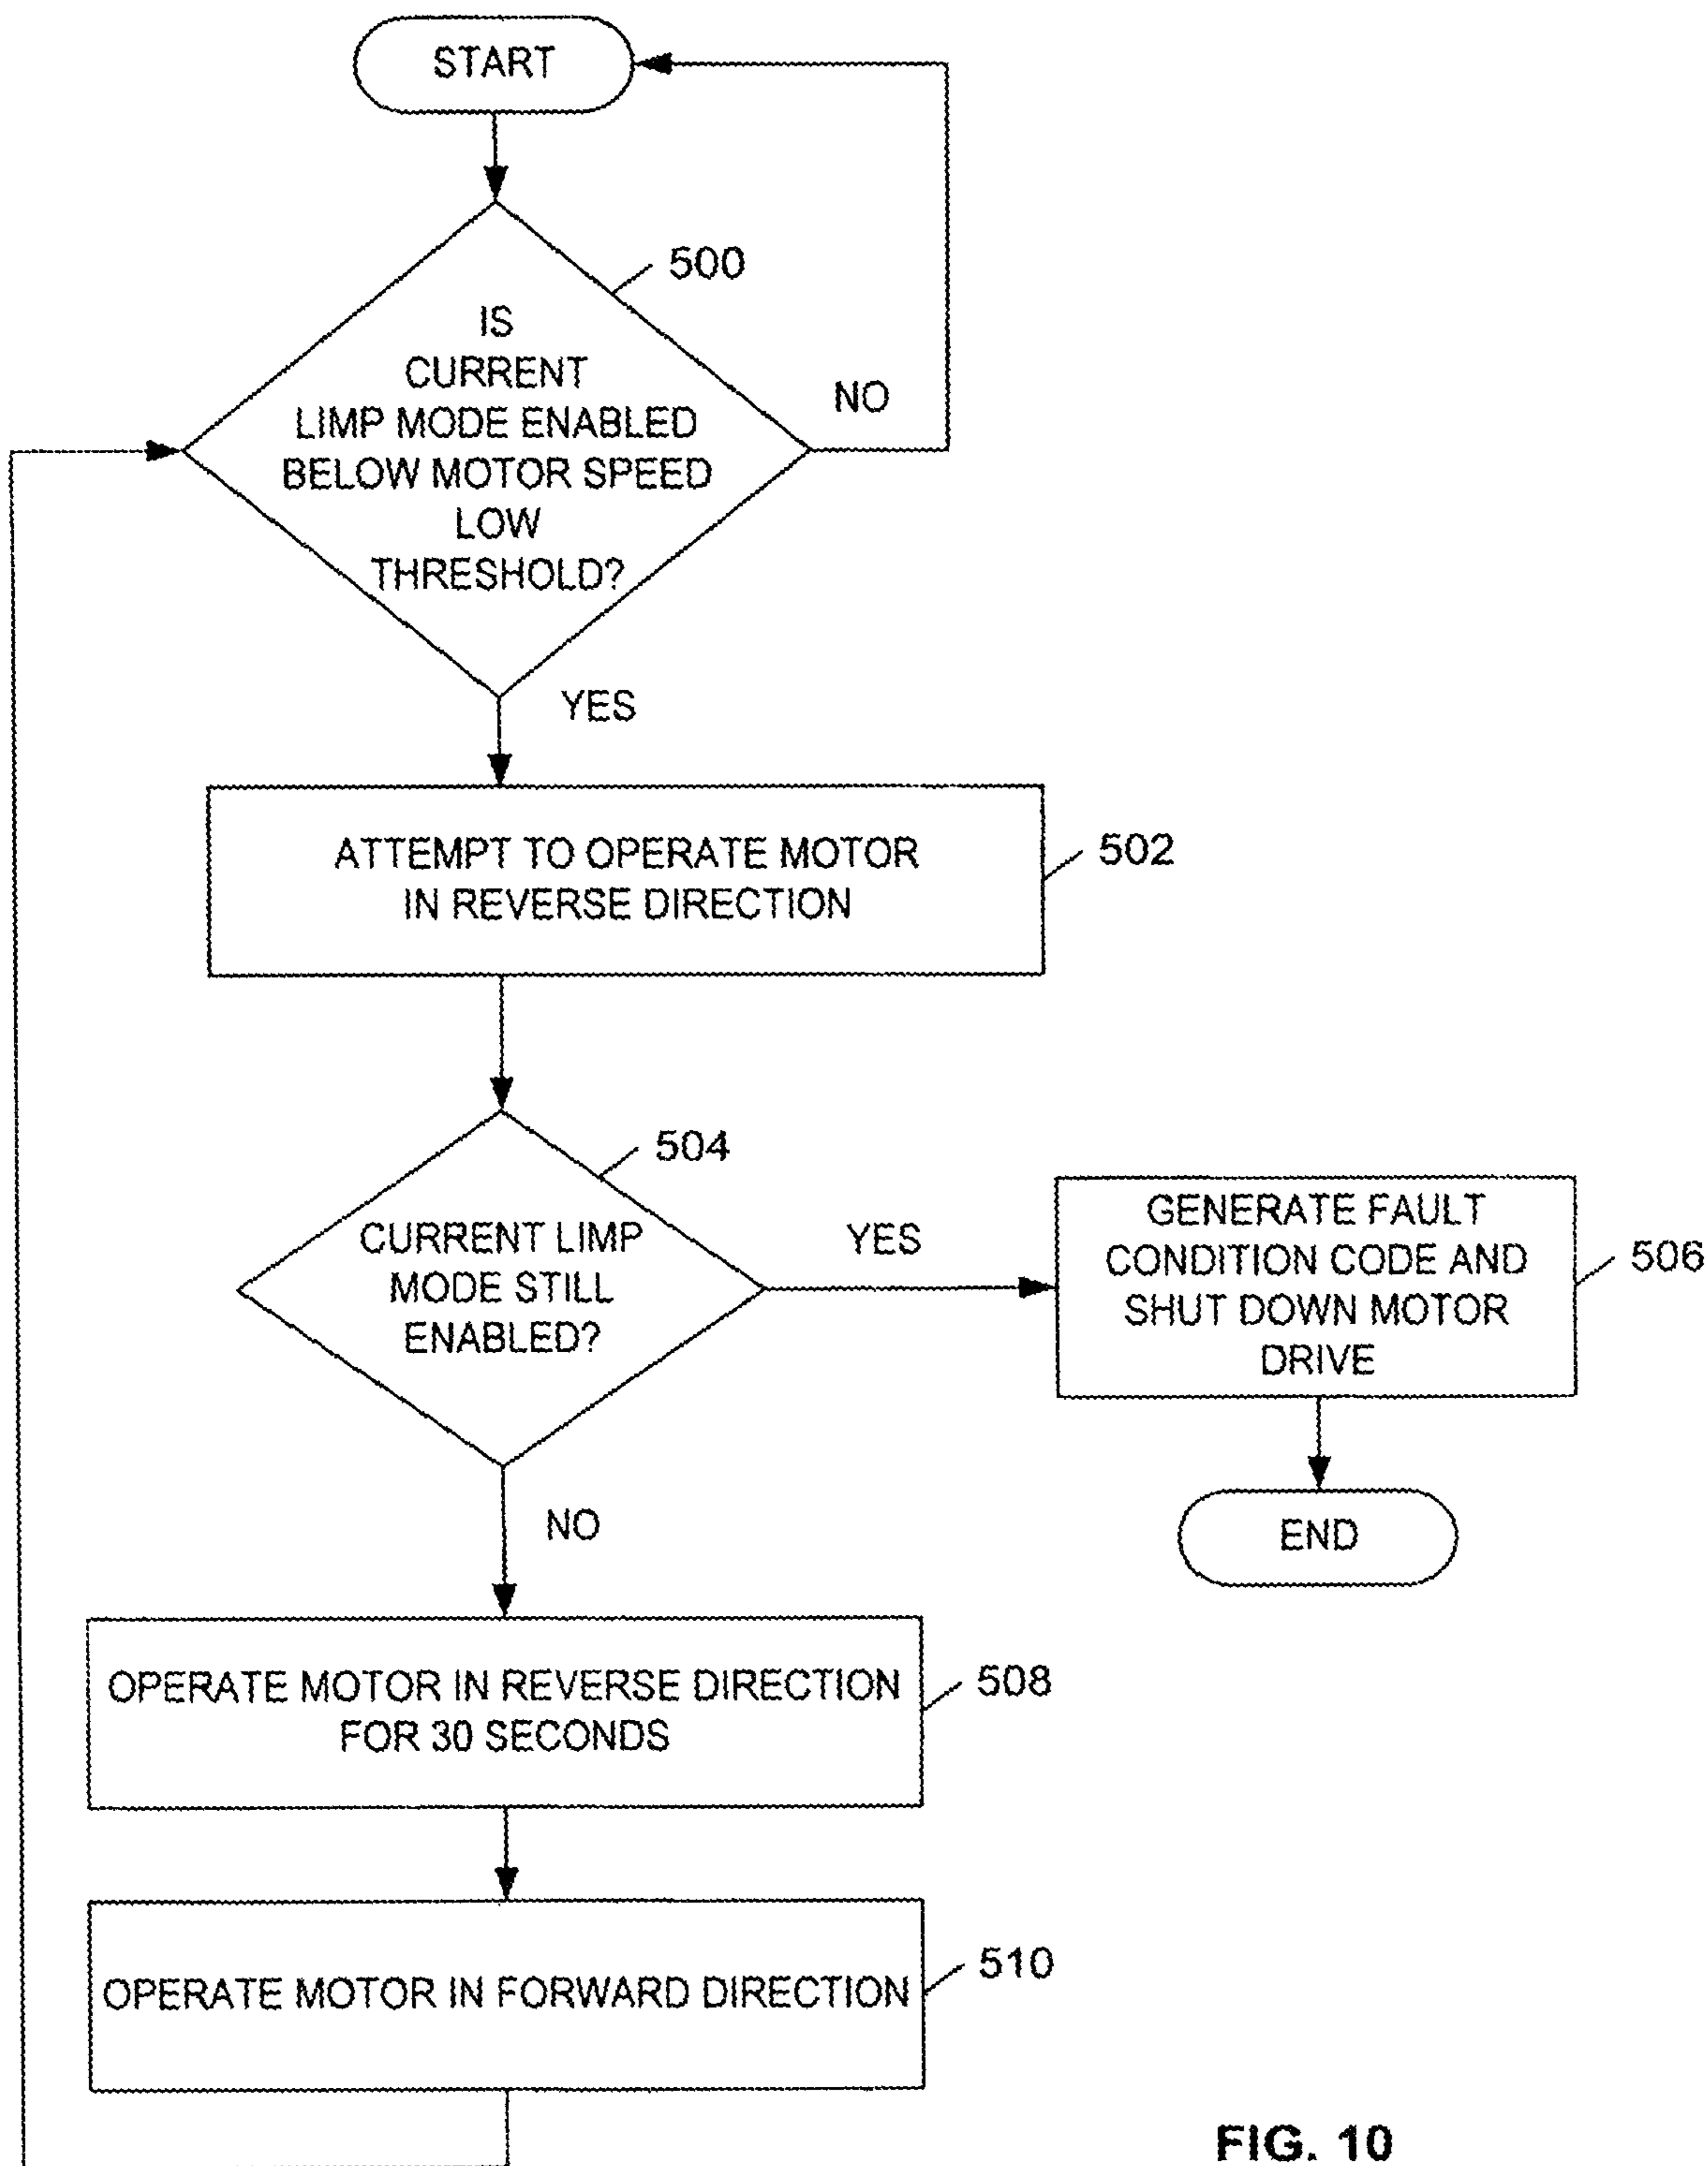 START
500
IS
CURRENT
LIMP MODE ENABLED
BELOW MOTOR SPEED
LOW
THRESHOLD?
NO
YES
ATTEMPT TO OPERATE MOTOR
IN REVERSE DIRECTION
502
504
CURRENT LIMP
MODE STILL
ENABLED?
YES
GENERATE FAULT
CONDITION CODE AND
SHUT DOWN MOTOR
DRIVE
506
END
NO
OPERATE MOTOR IN REVERSE DIRECTION
FOR 30 SECONDS
508
OPERATE MOTOR IN FORWARD DIRECTION
510
FIG. 10